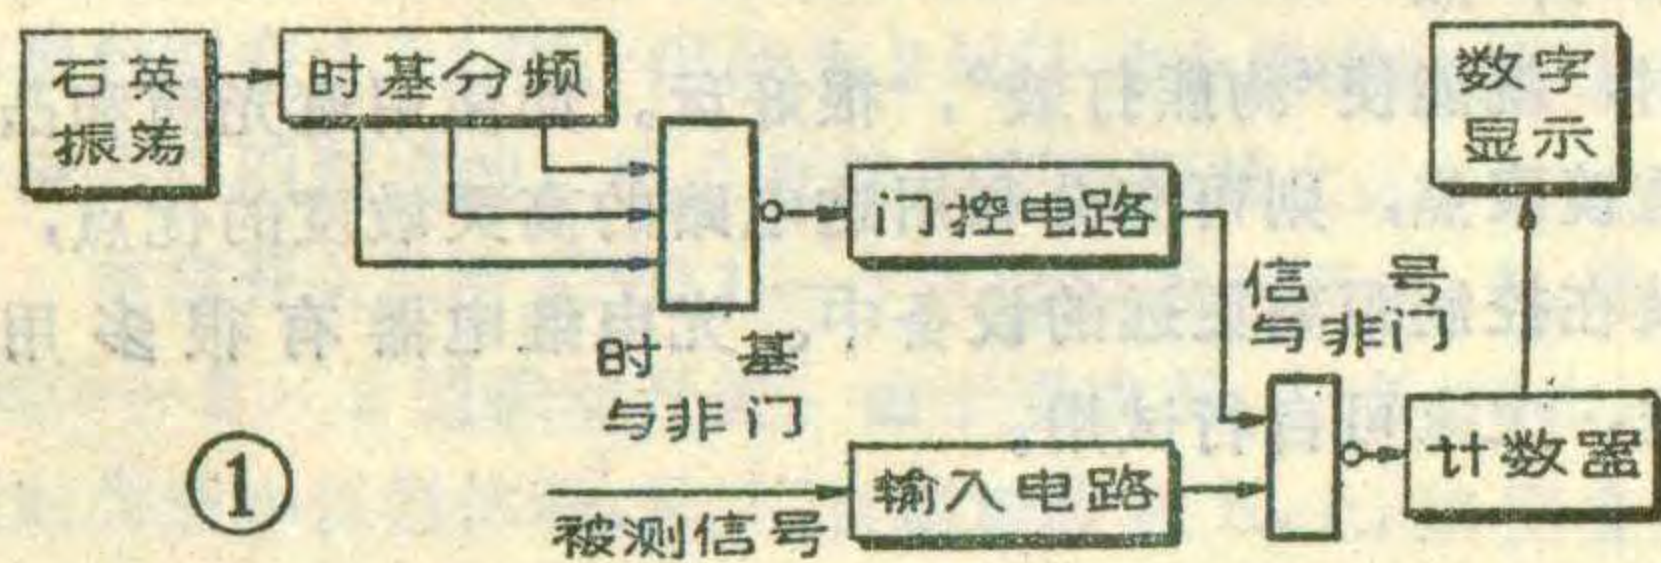 石英
振荡
时基分频
数字
显示
门控电路
信号
与非门
时基
与非门
计数器
输入电路
被测信号
①